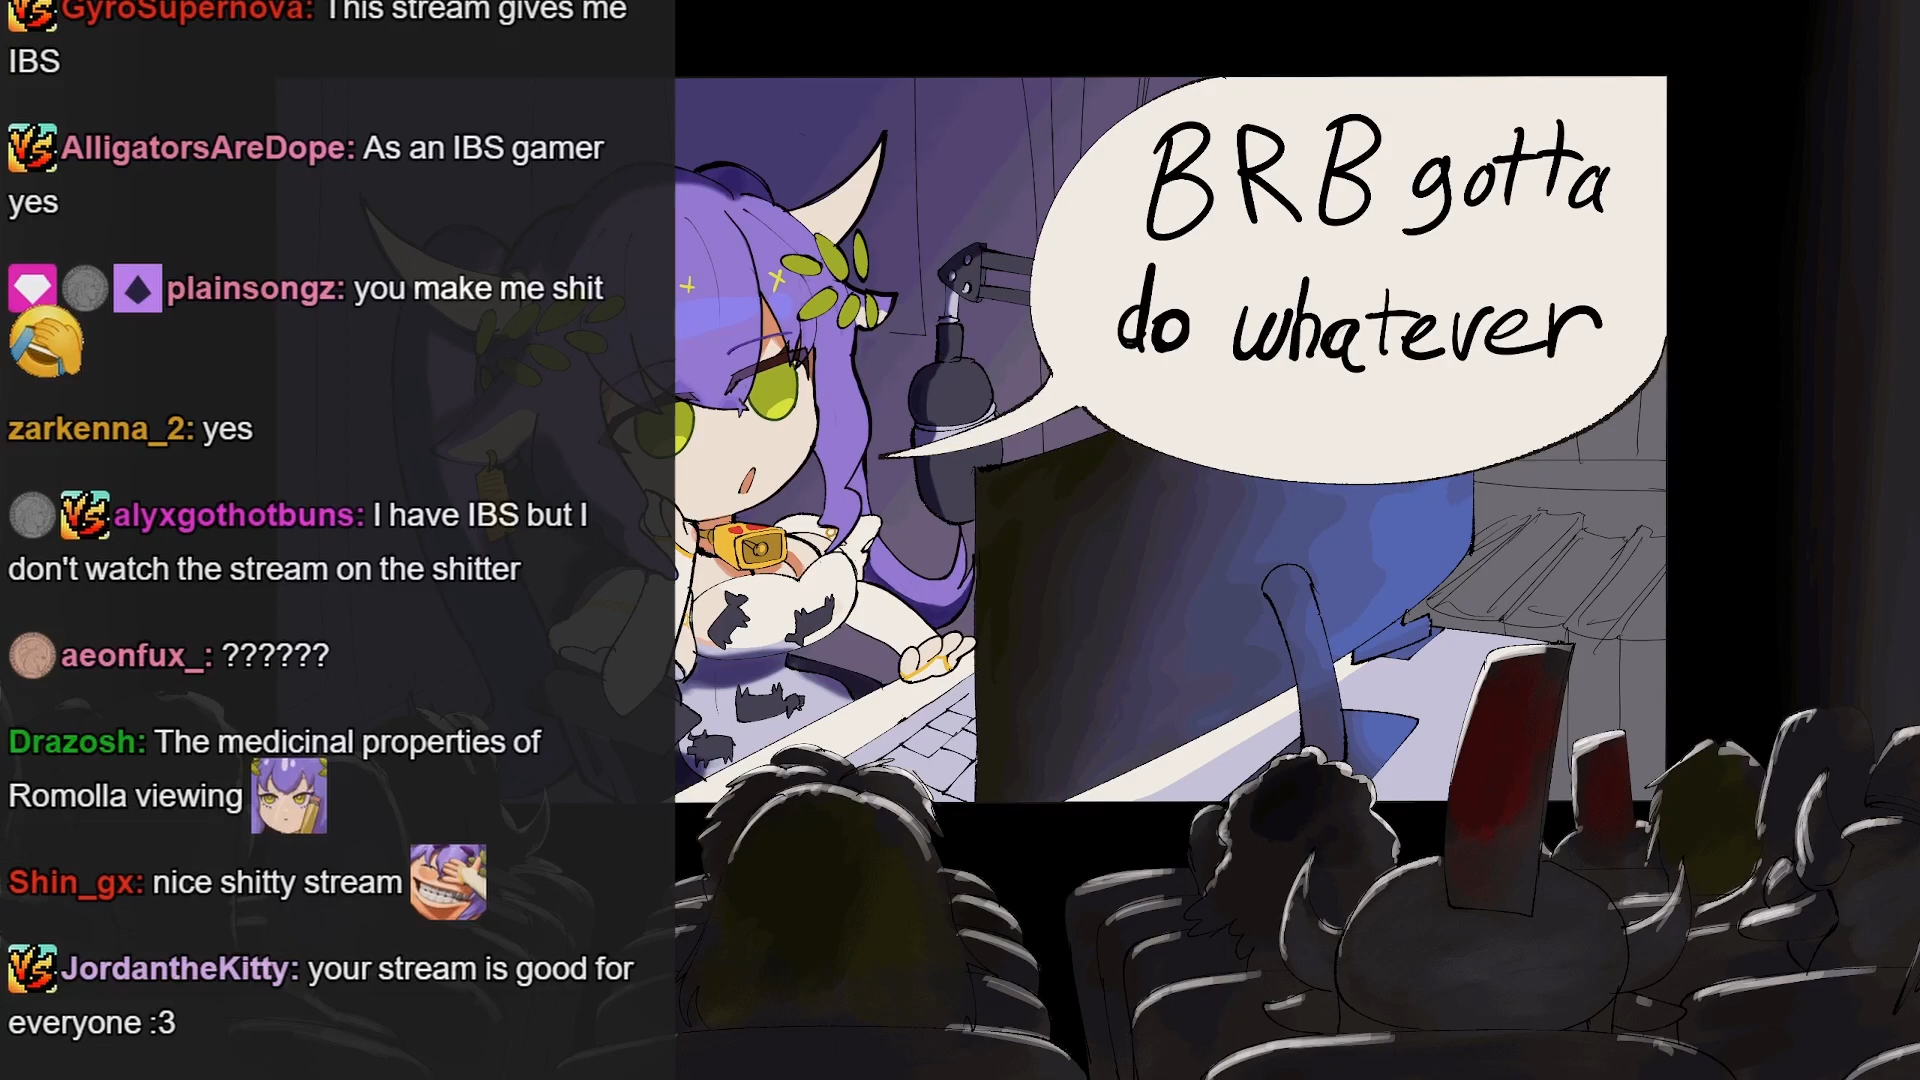 GyroSupernova: This stream gives me
IBS
AlligatorsAreDope: As an IBS gamer
yes
plainsongz: you make me shit
zarkenna_2: yes
alyxgothotbuns: I have IBS but I
don't watch the stream on the shitter
aeonfux_: ??????
Drazosh: The medicinal properties of
Romolla viewing
Shin_gx: nice shitty stream
JordantheKitty: your stream is good for
everyone :3
BRB gotta
do whatever